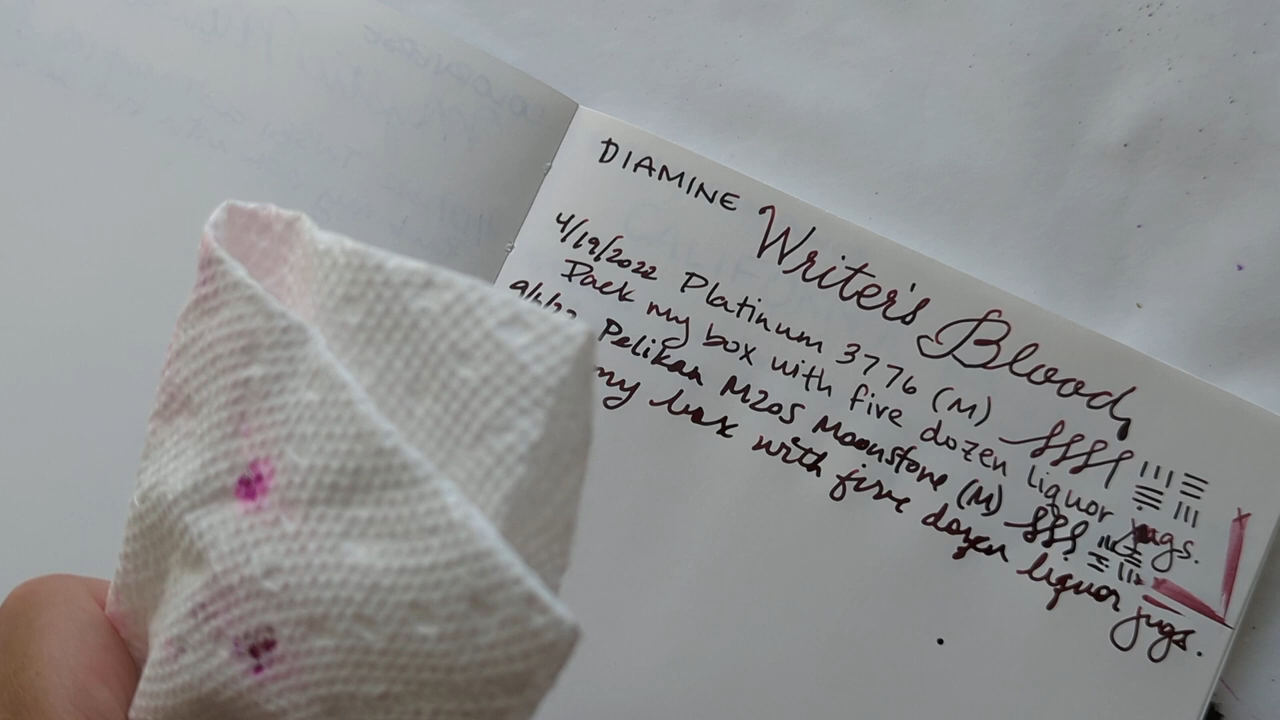 DIAMINE Writer's Blood
4/19/2022 Platinum 3776 (M)
Pack my box with five dozen liquor jugs.
Pelikan M205 Moonstone (M)
my box with five dozen liquor jugs.